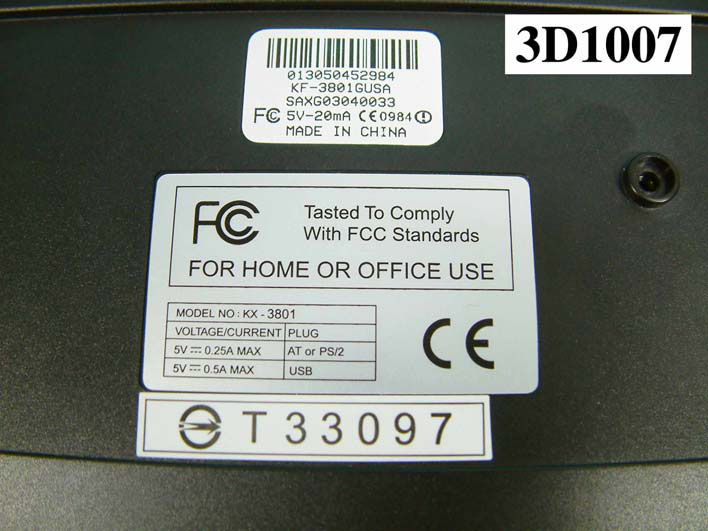 3D1007
013050452984
KF-3801GUSA
SAXG03040033
FC 5V-20mA CE0984
MADE IN CHINA
FC Tasted To Comply
With FCC Standards
FOR HOME OR OFFICE USE
MODEL NO : KX - 3801
VOLTAGE/CURRENT PLUG
5V ⎓ 0.25A MAX AT or PS/2
5V ⎓ 0.5A MAX USB
CE
T33097